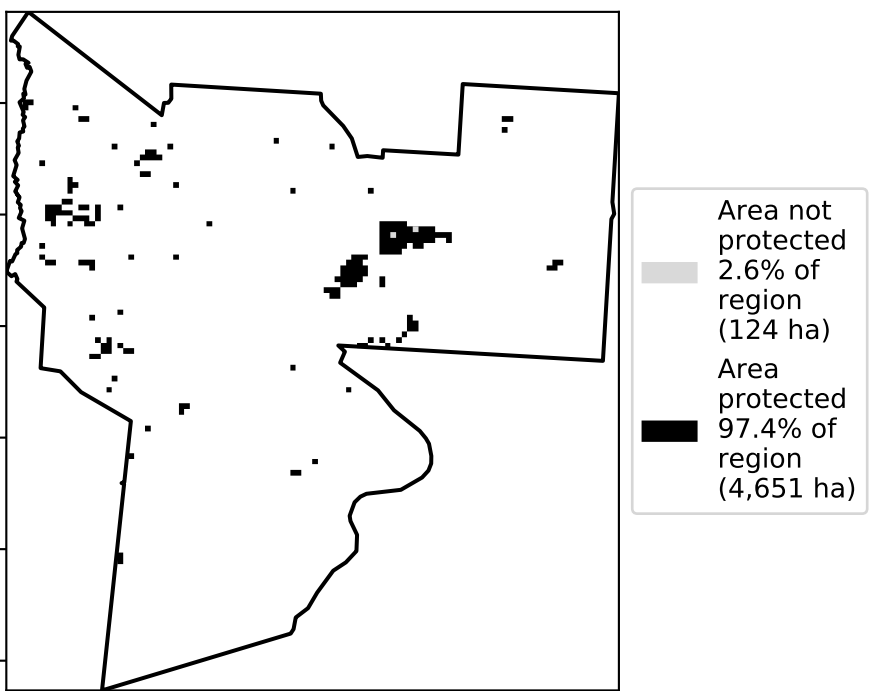 Area not
protected
2.6% of
region
(124 ha)
Area
protected
97.4% of
region
(4,651 ha)